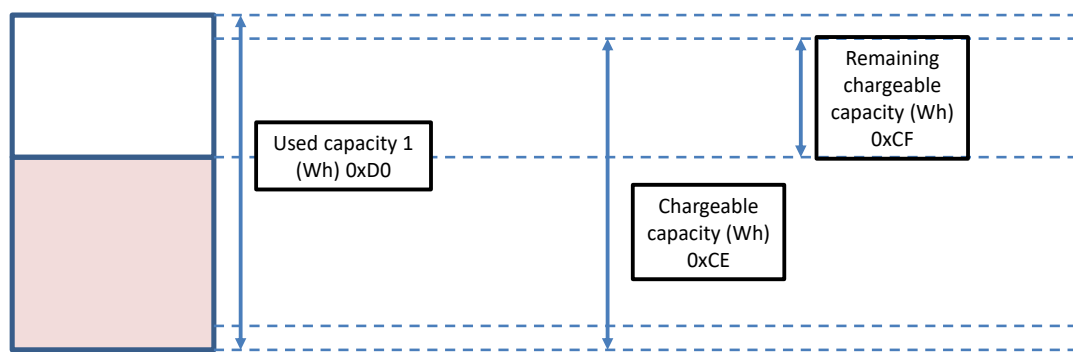 Used capacity 1
(Wh) 0xD0
Chargeable
capacity (Wh)
0xCE
Remaining
chargeable
capacity (Wh)
0xCF